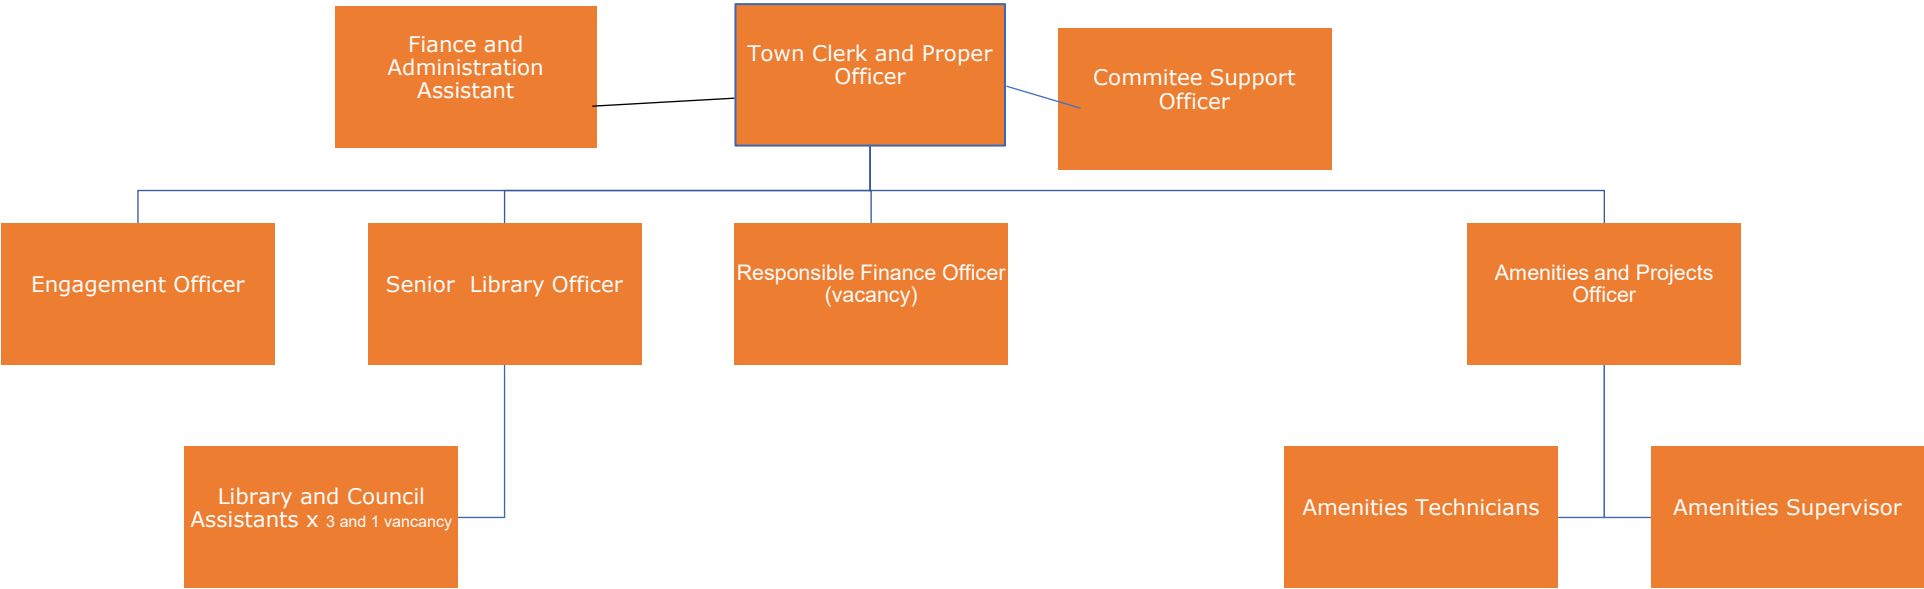 Fiance and
Administration
Assistant
Town Clerk and Proper
Officer
Commitee Support
Officer
Engagement Officer
Senior  Library Officer
Responsible Finance Officer
(vacancy)
Amenities and Projects
Officer
Library and Council
Assistants x 3 and 1 vancancy
Amenities Technicians
Amenities Supervisor